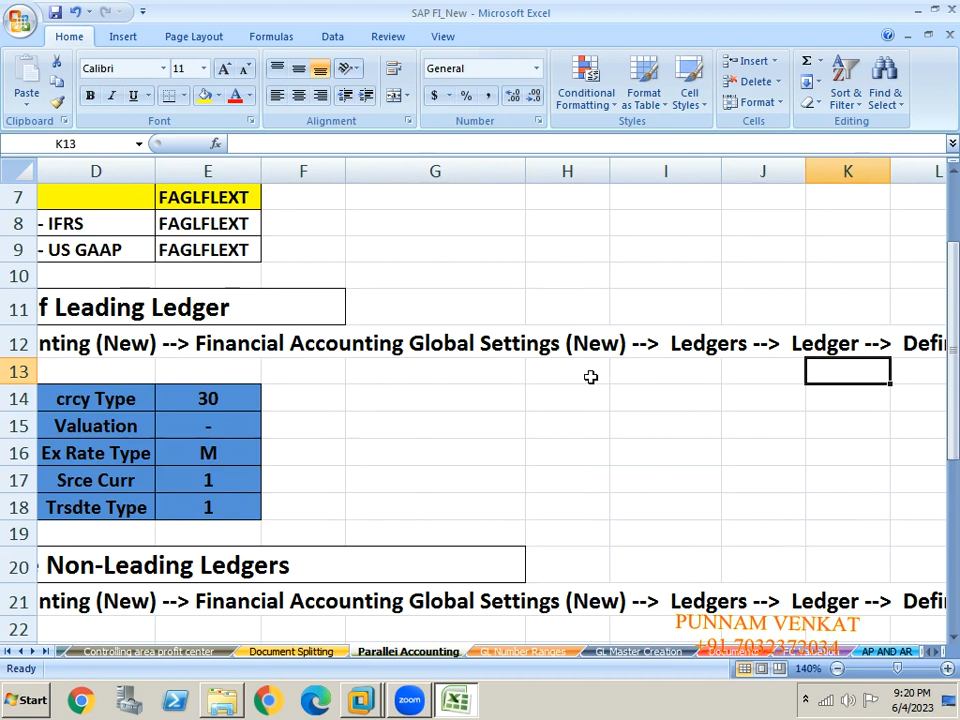 SAP FI_New - Microsoft Excel
Home Insert Page Layout Formulas Data Review View
Paste
Calibri 11 A A
B I U A
General
$ % ,
Conditional Formatting
Format as Table
Cell Styles
Insert
Delete
Format
Σ
Sort & Filter
Find & Select
Clipboard Font Alignment Number Styles Cells Editing
K13 fx
D E F G H I J K L
7 FAGLFLEXT
8 - IFRS FAGLFLEXT
9 - US GAAP FAGLFLEXT
10
11 f Leading Ledger
12 nting (New) --> Financial Accounting Global Settings (New) --> Ledgers --> Ledger --> Defi
13
14 crcy Type 30
15 Valuation -
16 Ex Rate Type M
17 Srce Curr 1
18 Trsdte Type 1
19
20 Non-Leading Ledgers
21 nting (New) --> Financial Accounting Global Settings (New) --> Ledgers --> Ledger --> Defi
22
PUNNAM VENKAT
+91 7032372034
Controlling area profit center Document Splitting Parallel Accounting GL Number Ranges GL Master Creation AP AND AR
Ready 140%
Start zoom
9:20 PM
6/4/2023